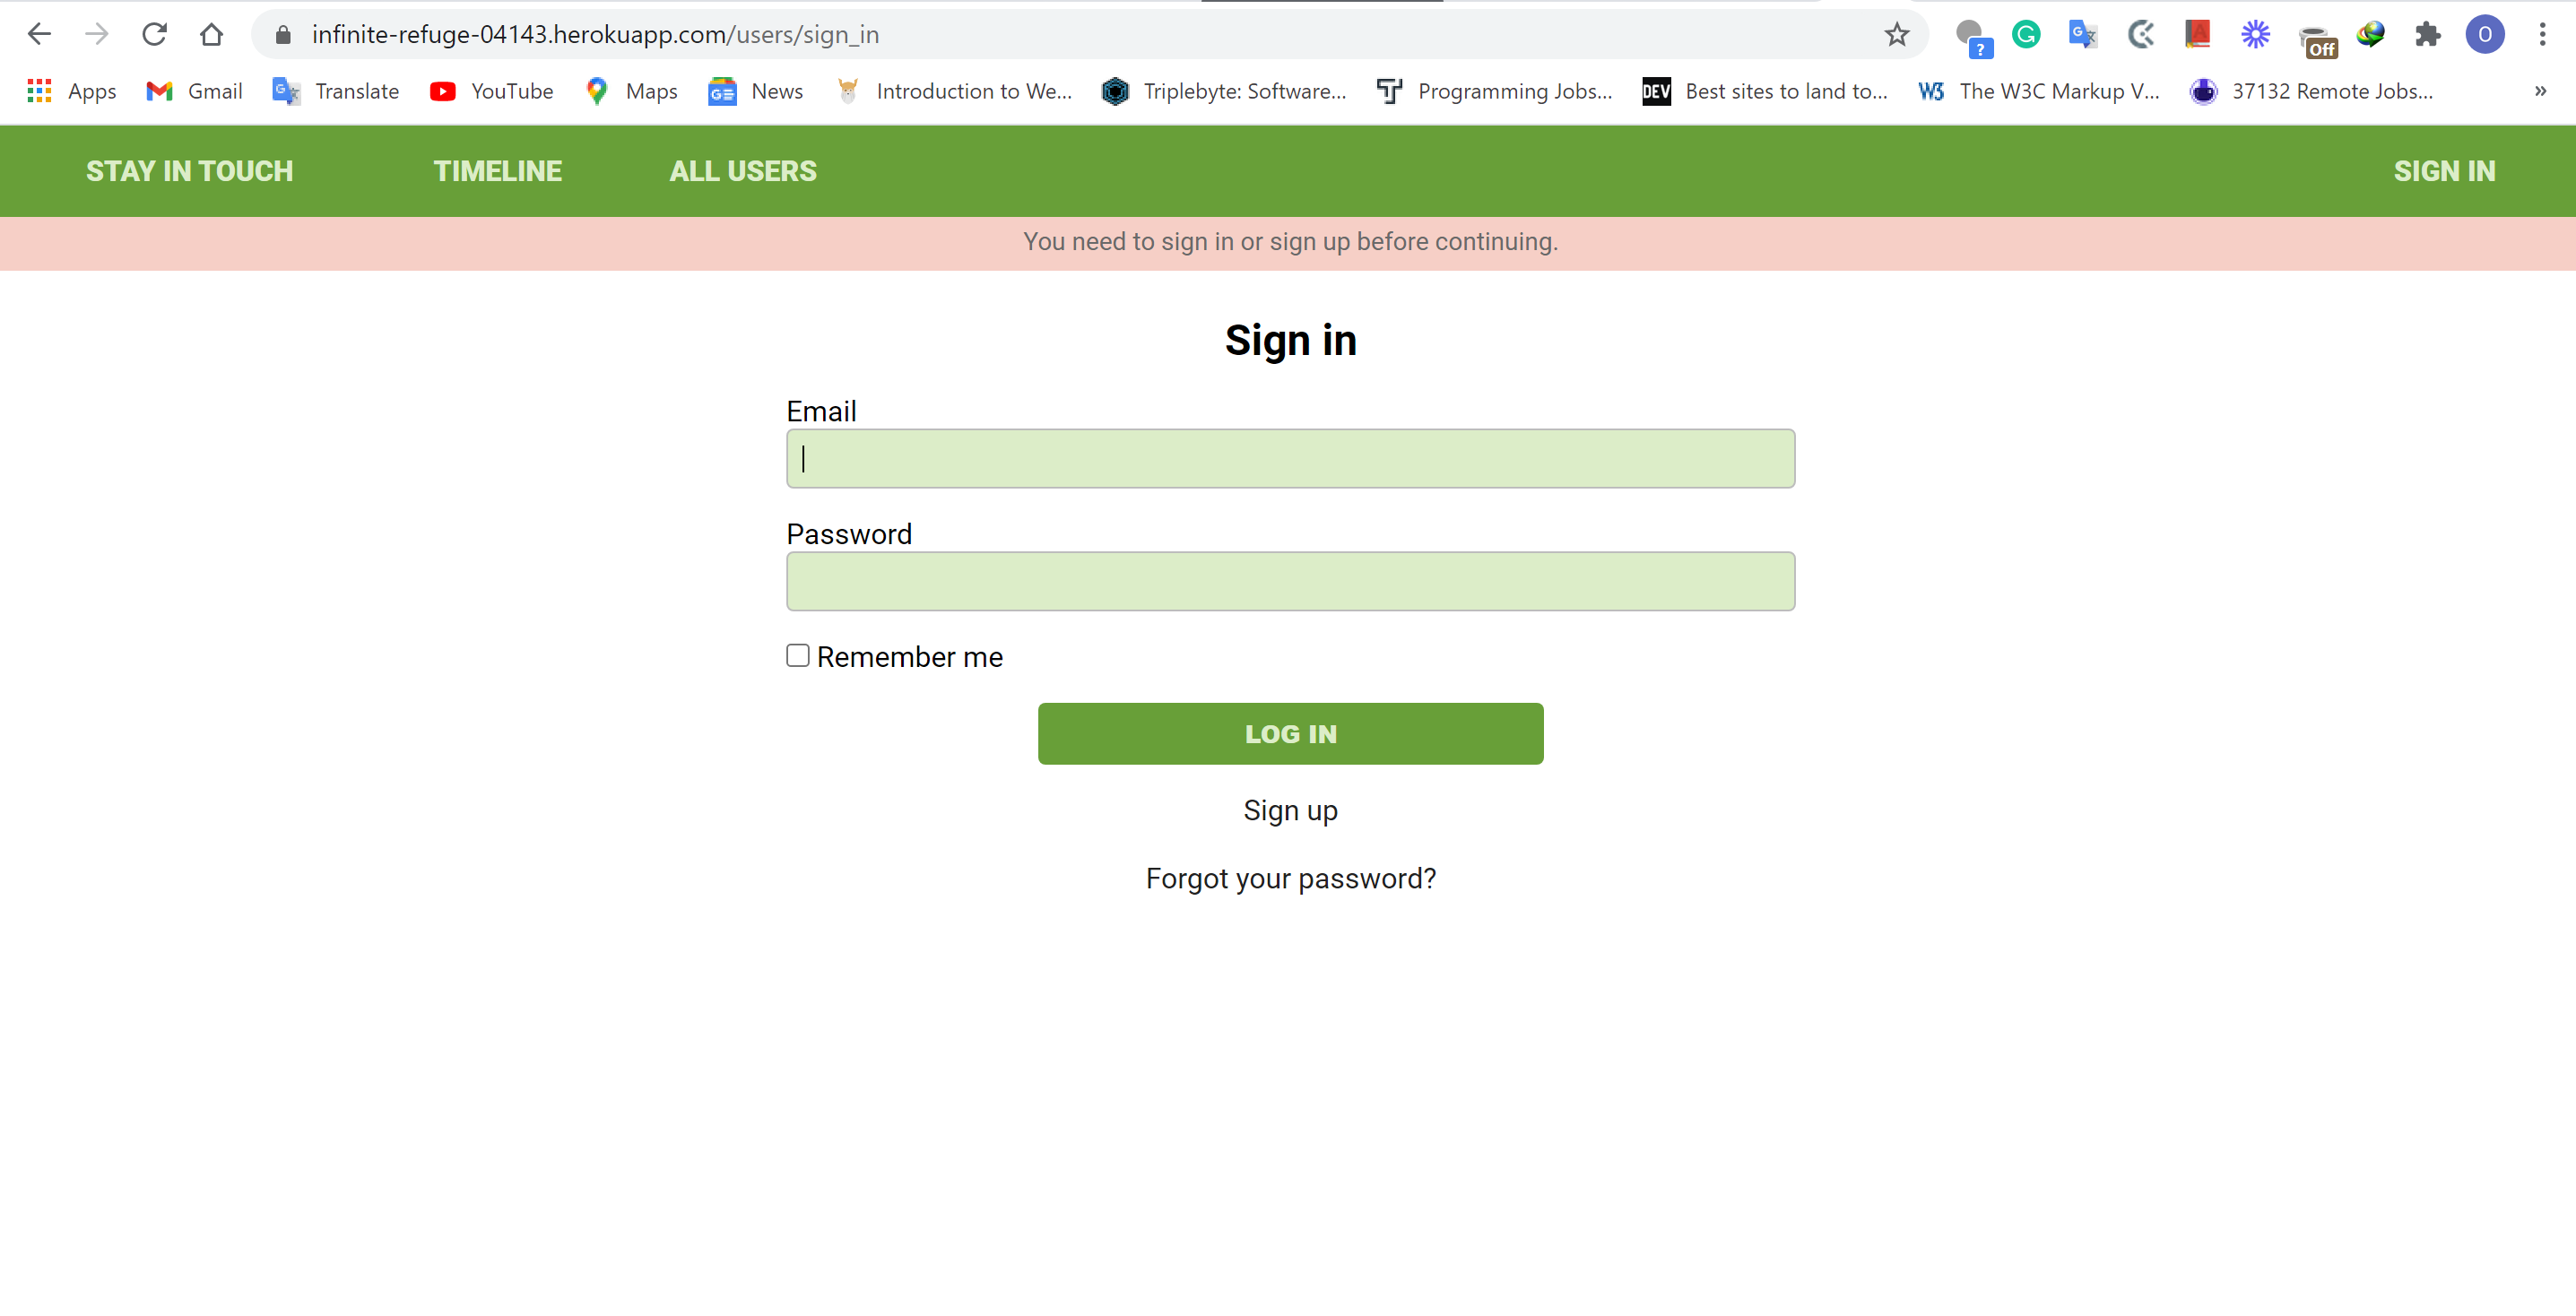 infinite-refuge-04143.herokuapp.com/users/sign_in
? Off O
Apps Gmail Translate YouTube Maps News Introduction to We... Triplebyte: Software... Programming Jobs... DEV Best sites to land to... W3 The W3C Markup V... 37132 Remote Jobs... »
STAY IN TOUCH TIMELINE ALL USERS SIGN IN
You need to sign in or sign up before continuing.
Sign in
Email
Password
Remember me
LOG IN
Sign up
Forgot your password?